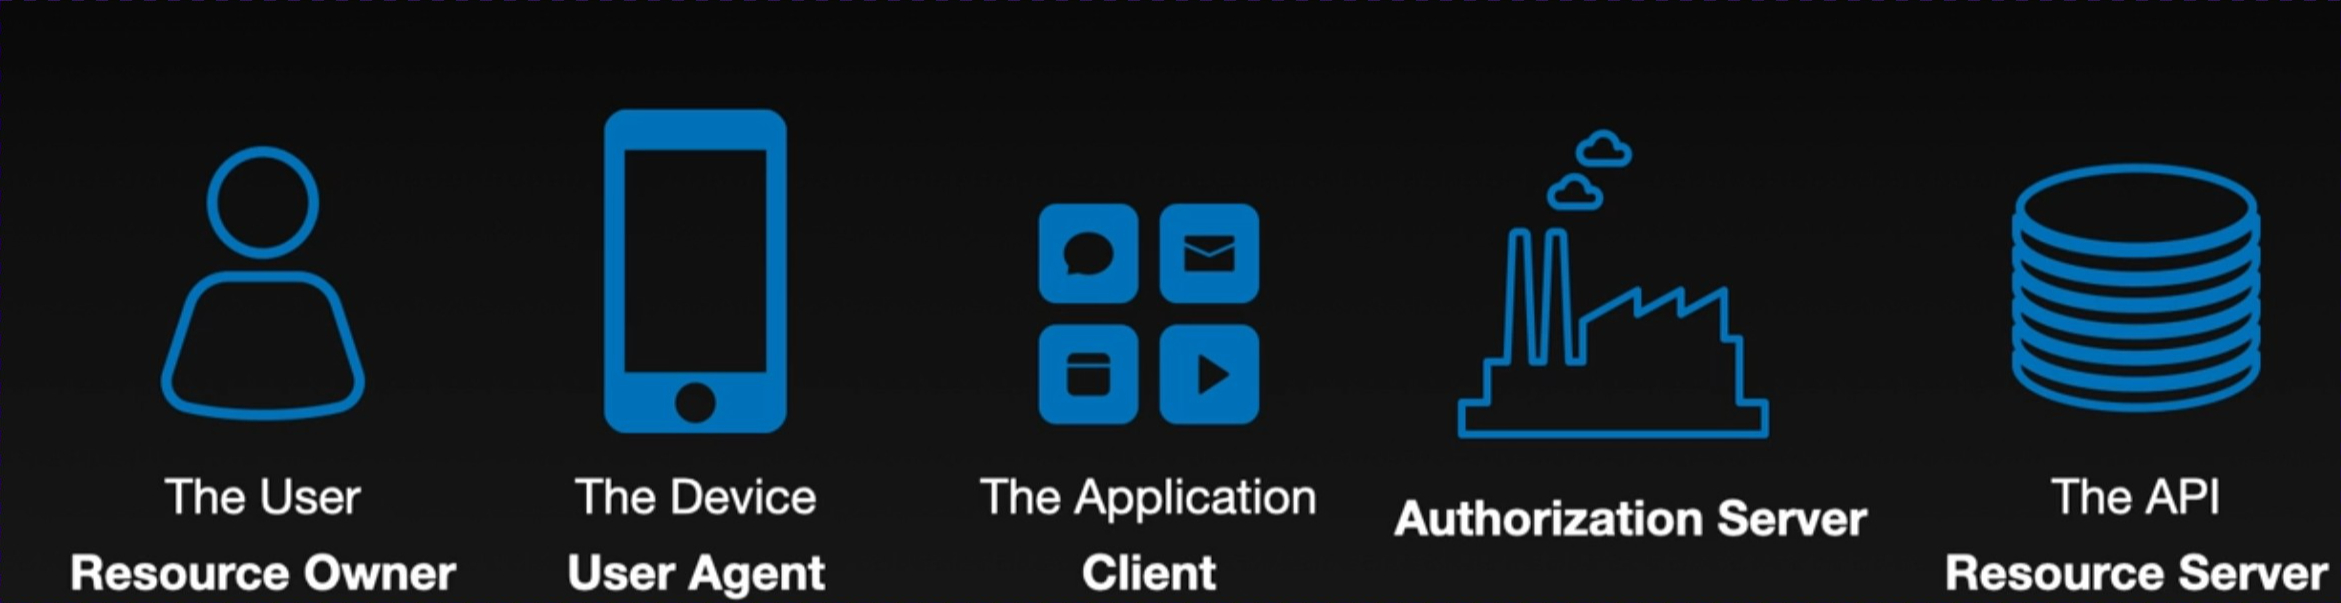 The User
Resource Owner
The Device
User Agent
The Application
Client
Authorization Server
The API
Resource Server